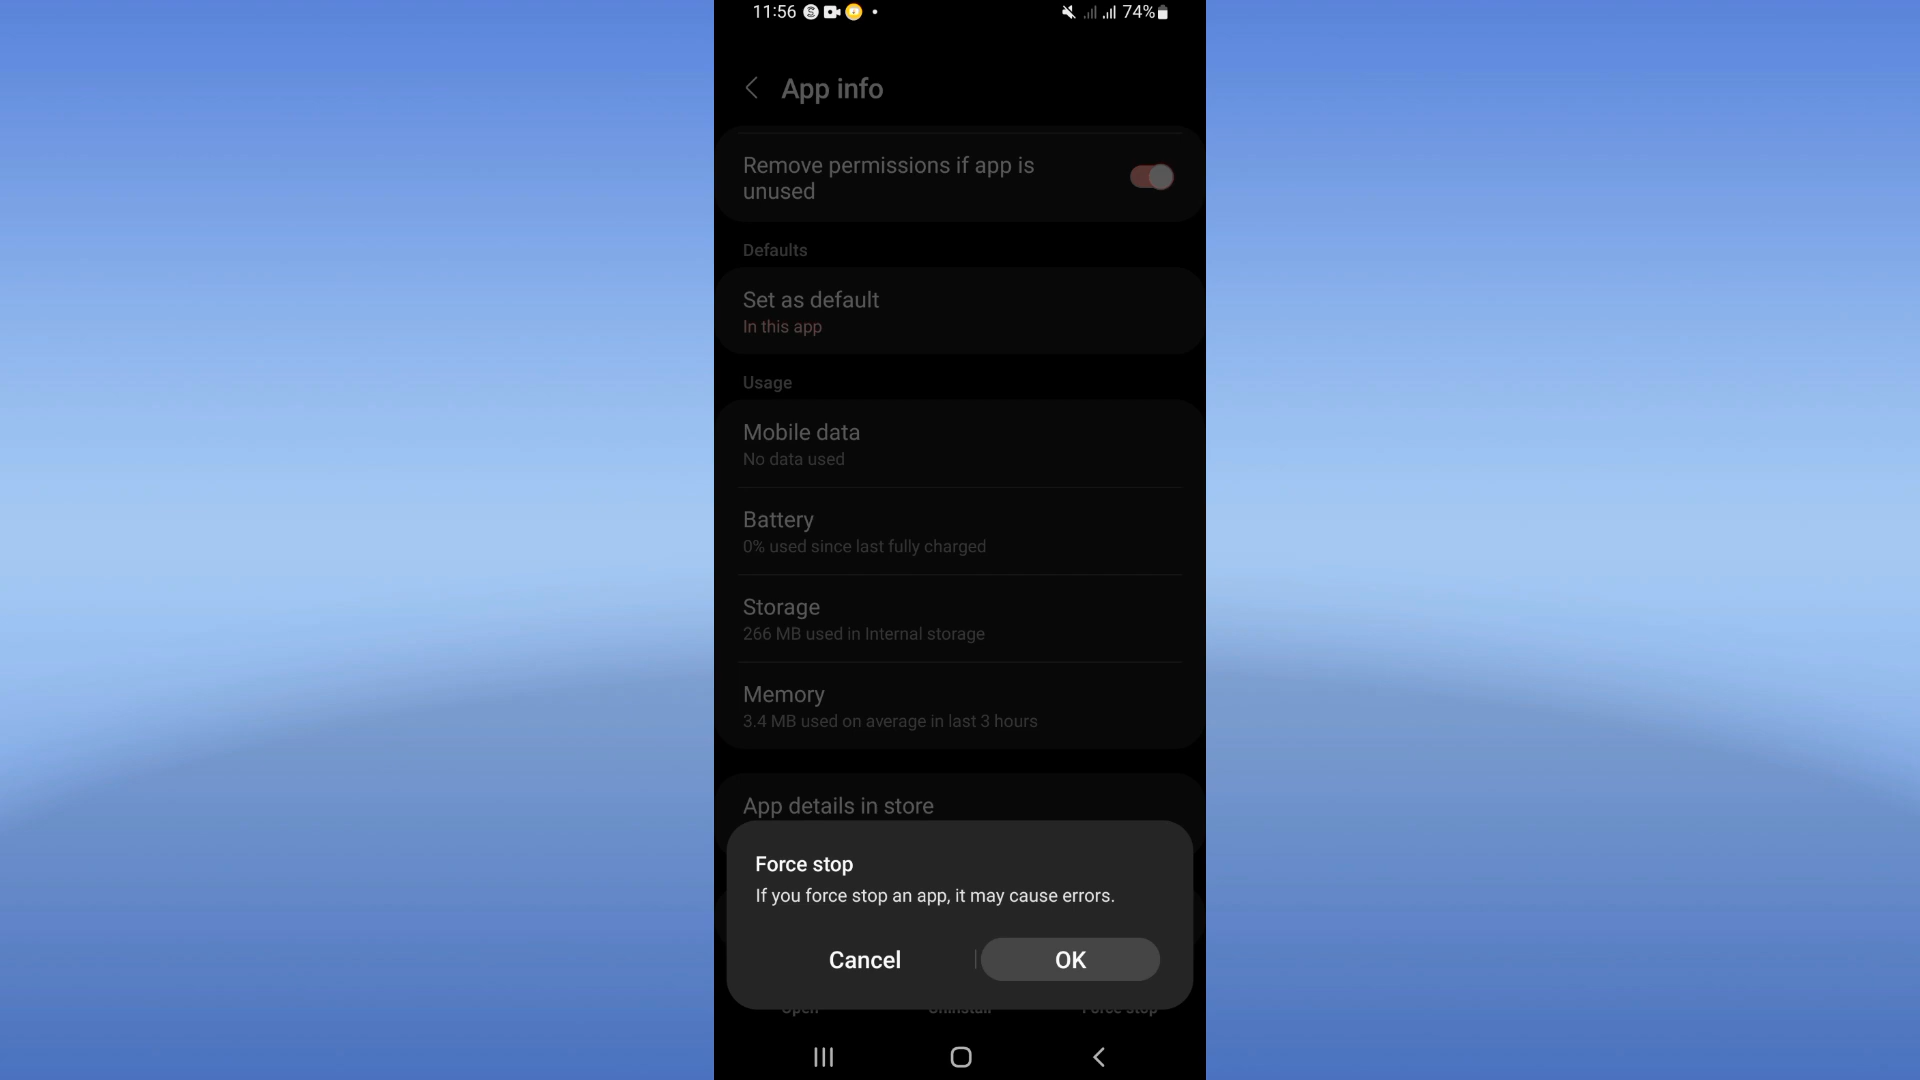 11:56
74%
App info
Remove permissions if app is
unused
Defaults
Set as default
In this app
Usage
Mobile data
No data used
Battery
0% used since last fully charged
Storage
266 MB used in Internal storage
Memory
3.4 MB used on average in last 3 hours
App details in store
Force stop
If you force stop an app, it may cause errors.
Cancel
OK
Open
Uninstall
Force stop